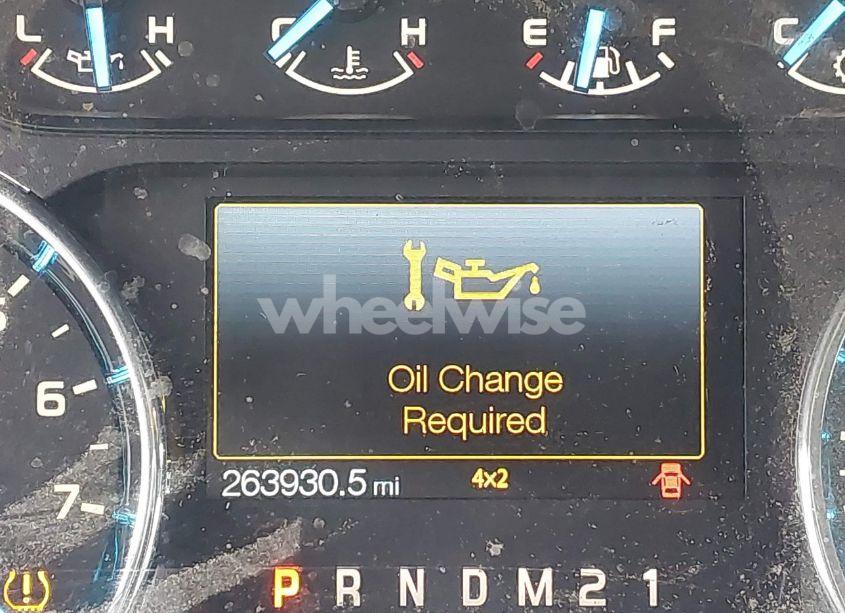 L H C H E F C
wheelwise
Oil Change
Required
6
7
263930.5 mi 4x2
P R N D M 2 1